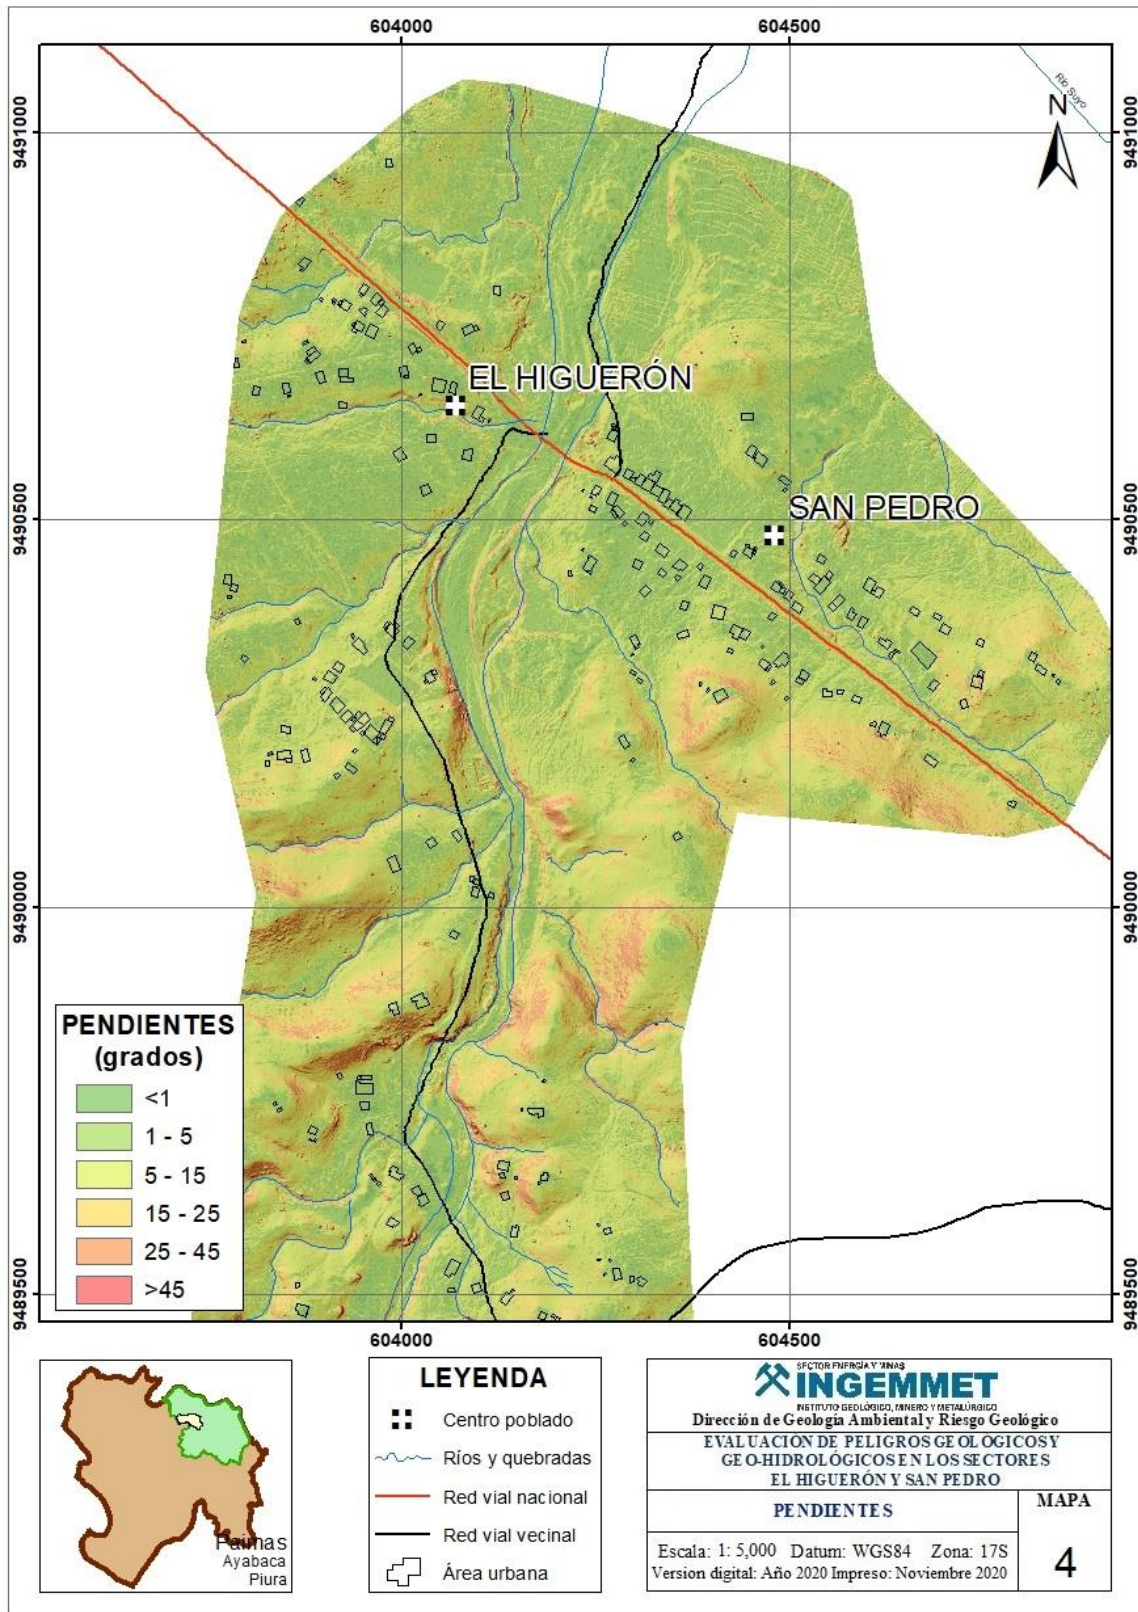 604000
604500
9491000
9491000
Río Suyo
N
EL HIGUERÓN
9490500
SAN PEDRO
9490500
9490000
9490000
PENDIENTES
(grados)
<1
1 - 5
5 - 15
15 - 25
25 - 45
>45
9489500
9489500
604000
604500
Paimas
Ayabaca
Piura
LEYENDA
Centro poblado
Ríos y quebradas
Red vial nacional
Red vial vecinal
Área urbana
SECTOR ENERGÍA Y MINAS
INGEMMET
INSTITUTO GEOLÓGICO, MINERO Y METALÚRGICO
Dirección de Geología Ambiental y Riesgo Geológico
EVALUACIÓN DE PELIGROS GEOLÓGICOS Y
GEO-HIDROLÓGICOS EN LOS SECTORES
EL HIGUERÓN Y SAN PEDRO
PENDIENTES
MAPA
4
Escala: 1: 5,000 Datum: WGS84 Zona: 17S
Version digital: Año 2020 Impreso: Noviembre 2020